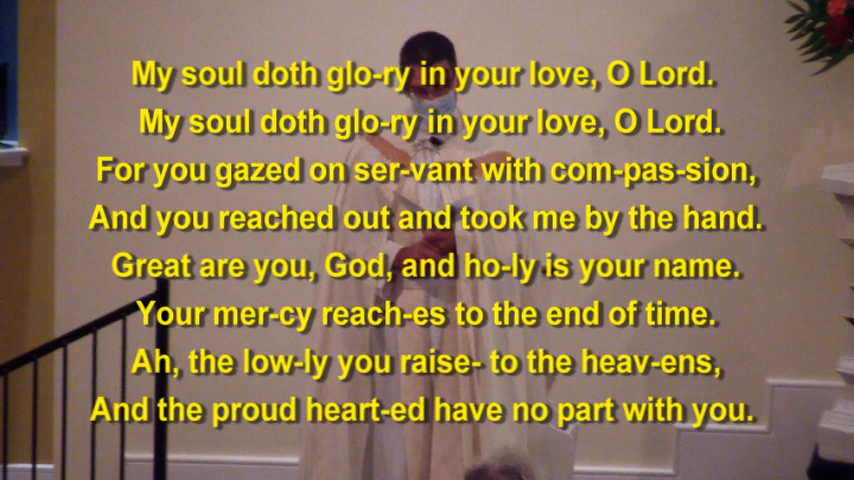 My soul doth glo-ry in your love, O Lord.
My soul doth glo-ry in your love, O Lord.
For you gazed on ser-vant with com-pas-sion,
And you reached out and took me by the hand.
Great are you, God, and ho-ly is your name.
Your mer-cy reach-es to the end of time.
Ah, the low-ly you raise- to the heav-ens,
And the proud heart-ed have no part with you.